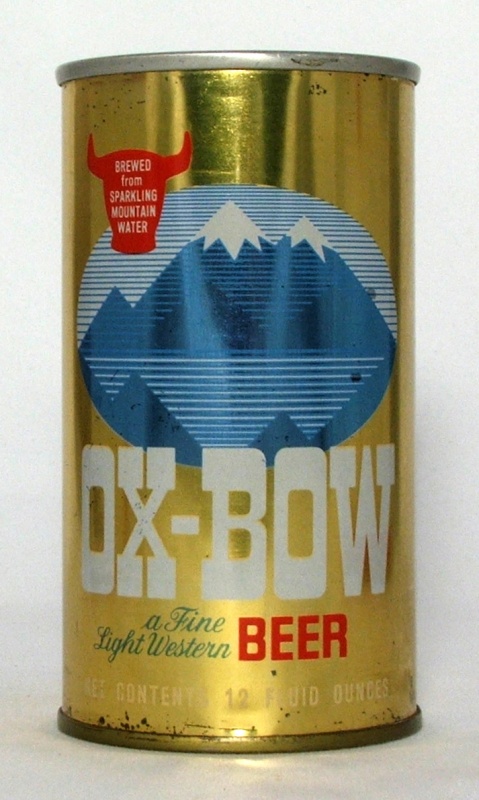 BREWED
from
SPARKLING
MOUNTAIN
WATER
OX-BOW
a Fine
Light Western BEER
NET CONTENTS 12 FLUID OUNCES